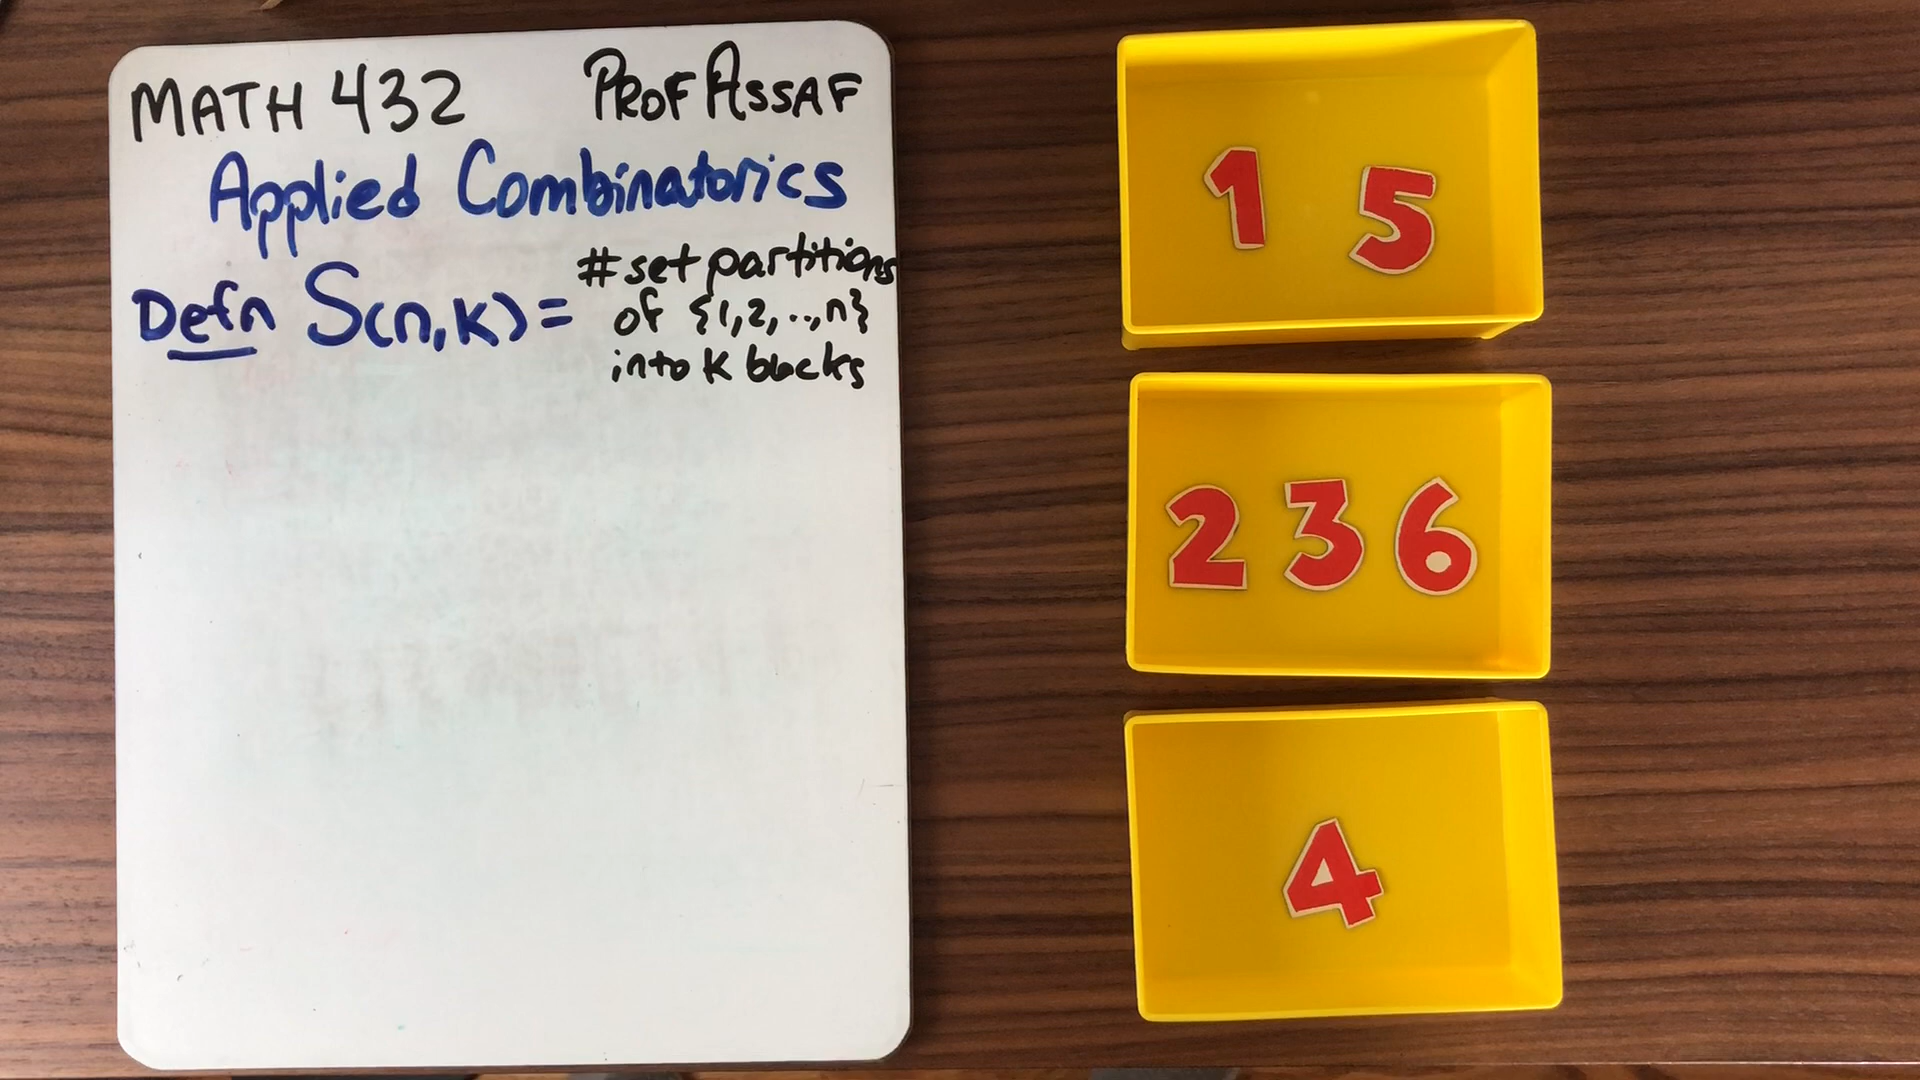 MATH 432 PROF ASSAF
Applied Combinatorics
Defn S(n,k) = # set partitions
of {1,2,..,n}
into k blocks
1 5
2 3 6
4